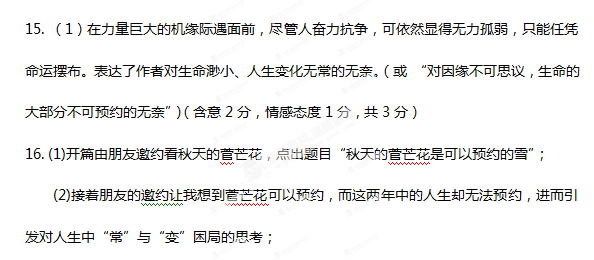 15. （1）在力量巨大的机缘际遇面前，尽管人奋力抗争，可依然显得无力孤弱，只能任凭
命运摆布。表达了作者对生命渺小、人生变化无常的无奈。（或 “对因缘不可思议，生命的
大部分不可预约的无奈”）（含意 2 分，情感态度 1 分，共 3 分）
16. (1)开篇由朋友邀约看秋天的菅芒花，点出题目“秋天的菅芒花是可以预约的雪”；
(2)接着朋友的邀约让我想到菅芒花可以预约，而这两年中的人生却无法预约，进而引
发对人生中“常”与“变”困局的思考；